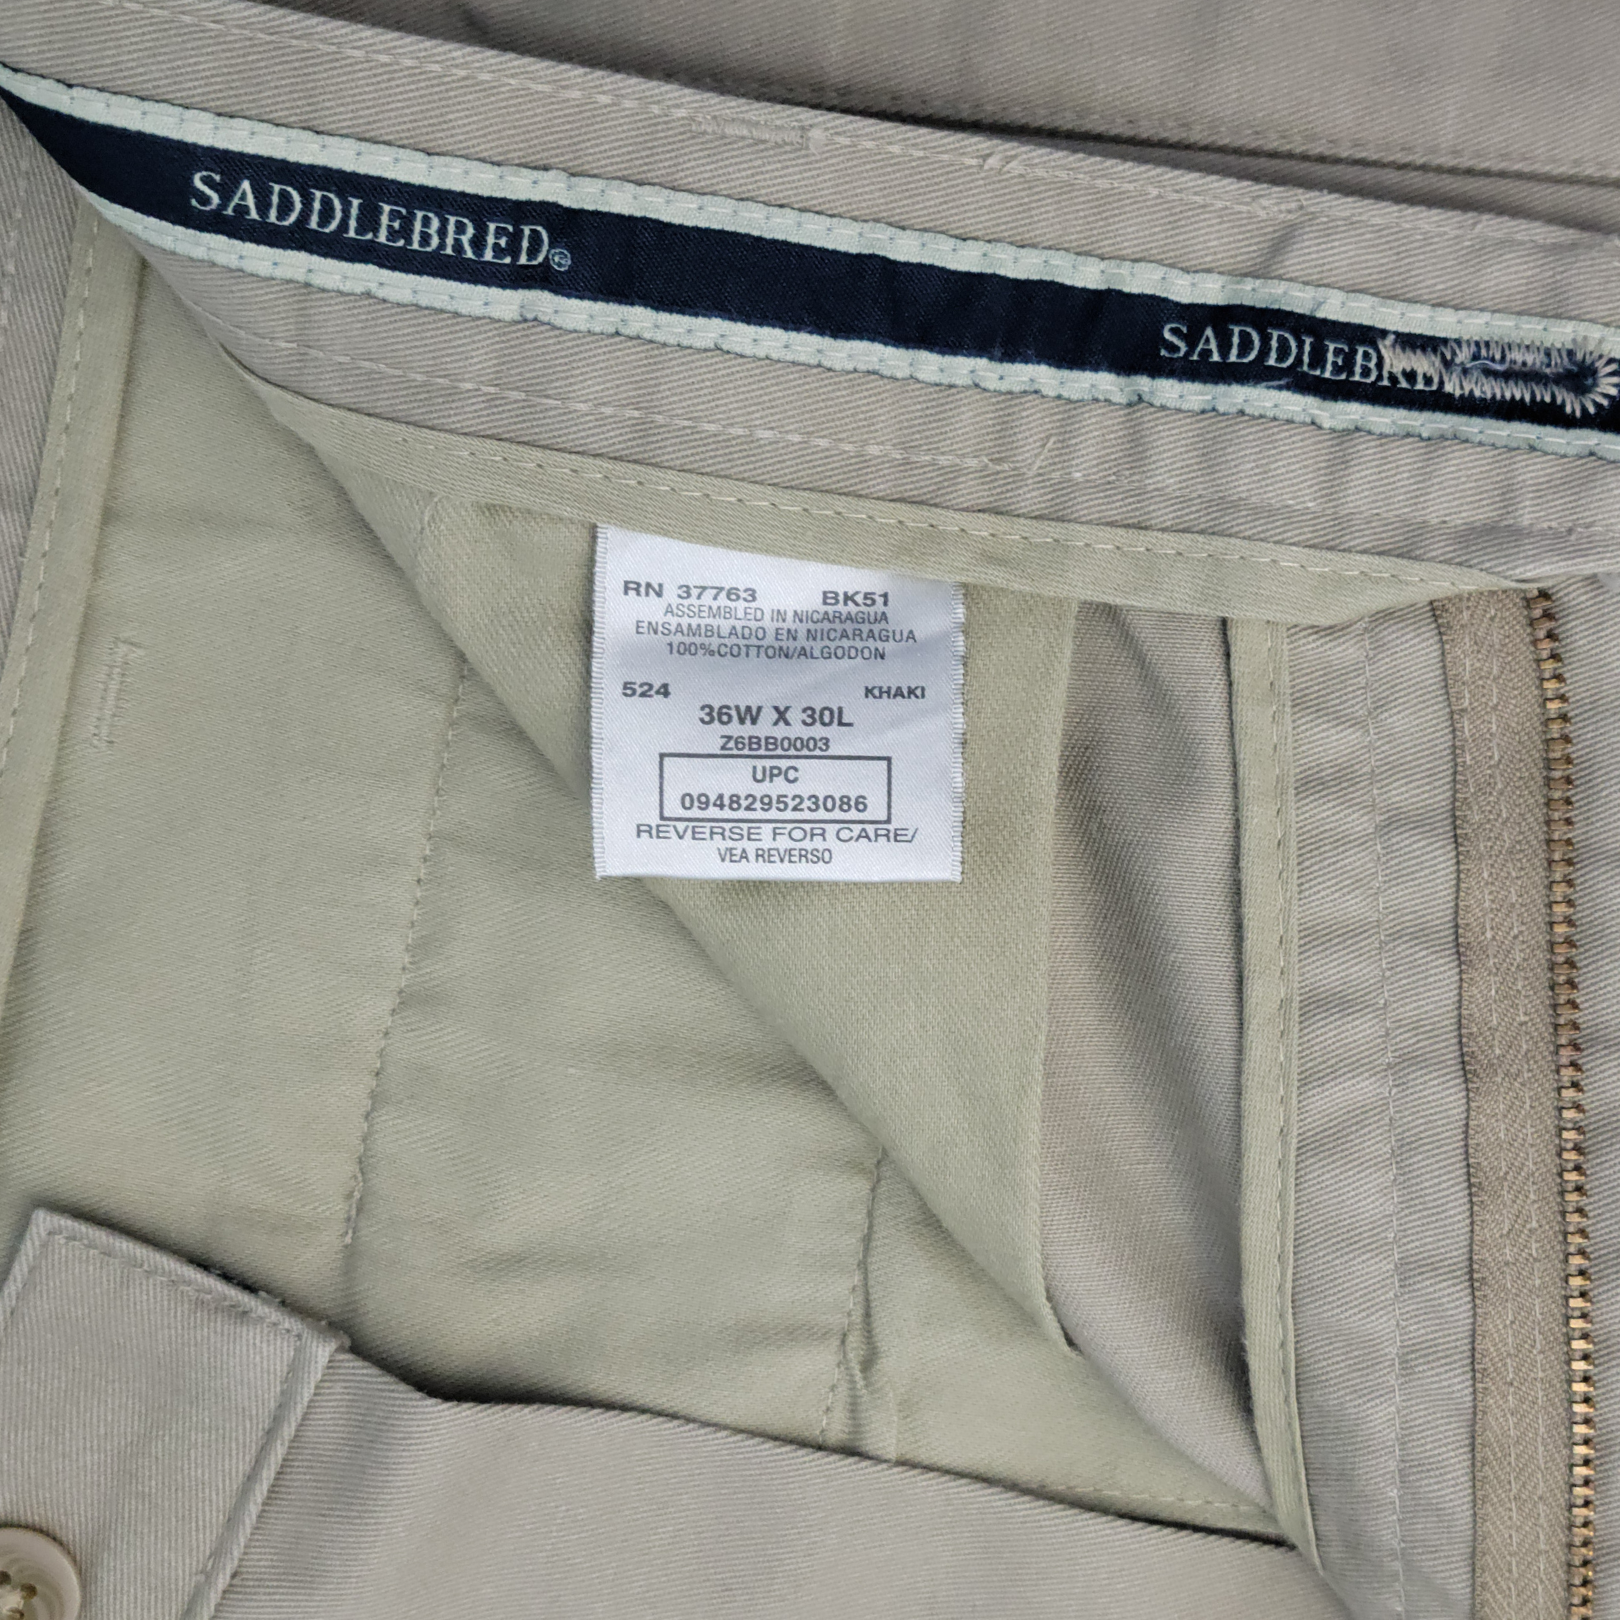 SADDLEBRED®
SADDLEBRED
RN 37763 BK51
ASSEMBLED IN NICARAGUA
ENSAMBLADO EN NICARAGUA
100%COTTON/ALGODON
524 KHAKI
36W X 30L
Z6BB0003
UPC
094829523086
REVERSE FOR CARE/
VEA REVERSO